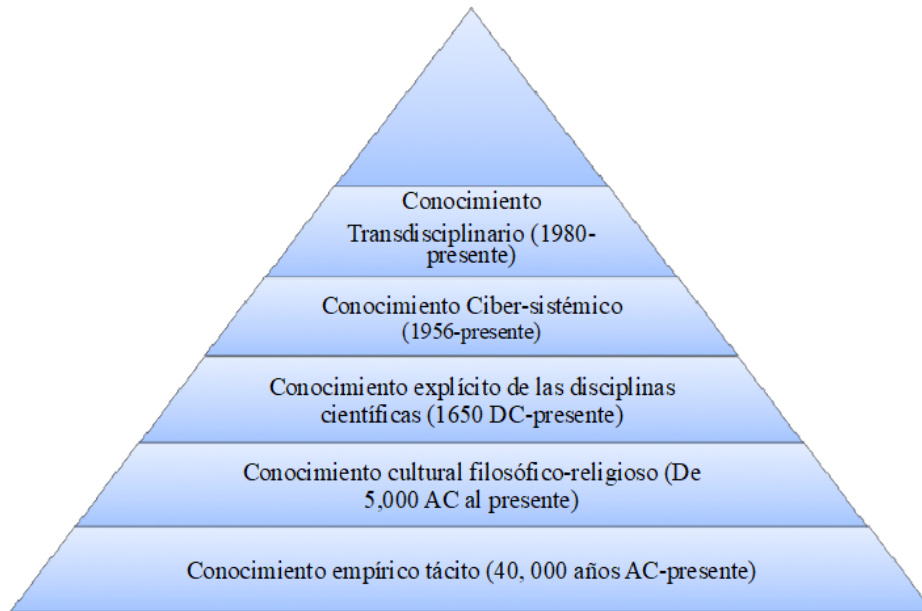 Conocimiento
Transdisciplinario (1980-
presente)
Conocimiento Ciber-sistémico
(1956-presente)
Conocimiento explícito de las disciplinas
científicas (1650 DC-presente)
Conocimiento cultural filosófico-religioso (De
5,000 AC al presente)
Conocimiento empírico tácito (40, 000 años AC-presente)